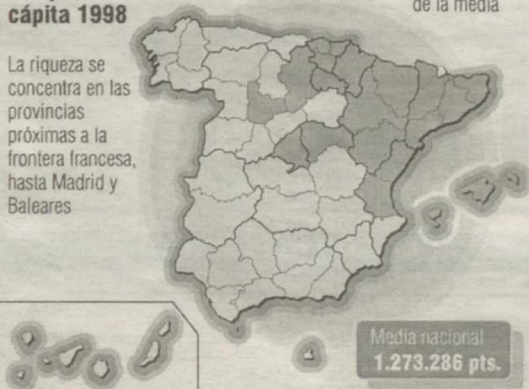 cápita 1998
de la media
La riqueza se
concentra en las
provincias
próximas a la
frontera francesa,
hasta Madrid y
Baleares
Media nacional
1.273.286 pts.